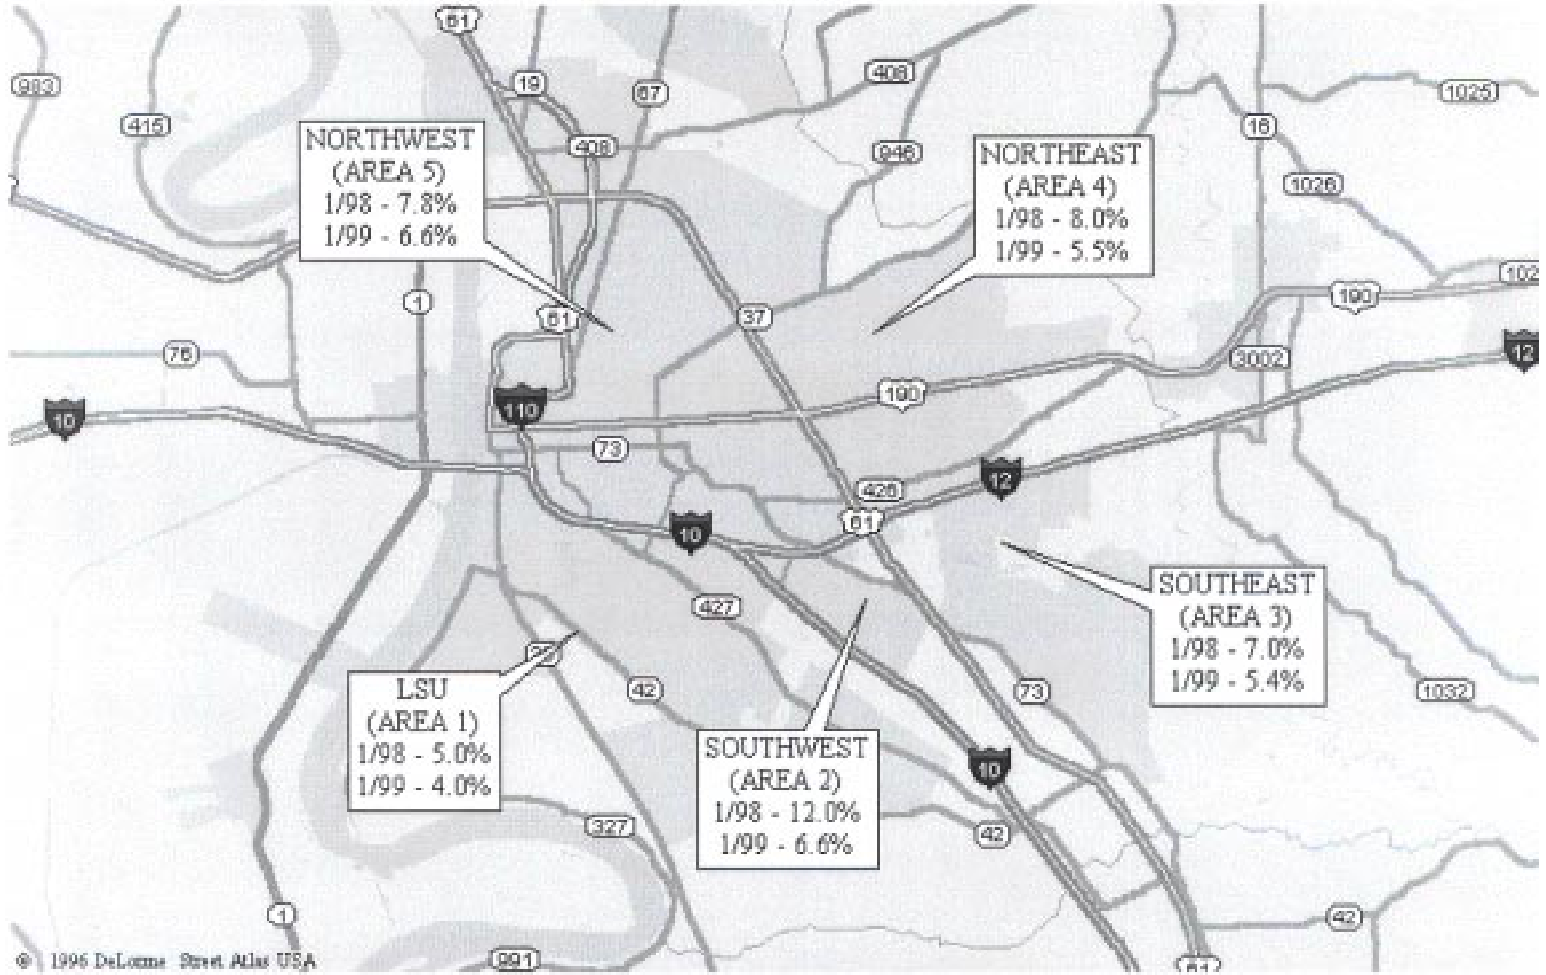 61
19
67
408
408
983
415
1025
16
946
1026
NORTHWEST
(AREA 5)
1/98 - 7.8%
1/99 - 6.6%
NORTHEAST
(AREA 4)
1/98 - 8.0%
1/99 - 5.5%
102
190
1
61
37
76
3002
12
190
110
10
73
426
12
61
10
427
SOUTHEAST
(AREA 3)
1/98 - 7.0%
1/99 - 5.4%
LSU
(AREA 1)
1/98 - 5.0%
1/99 - 4.0%
42
73
1032
SOUTHWEST
(AREA 2)
1/98 - 12.0%
1/99 - 6.6%
10
327
42
1
42
991
61
© 1996 DeLorme Street Atlas USA